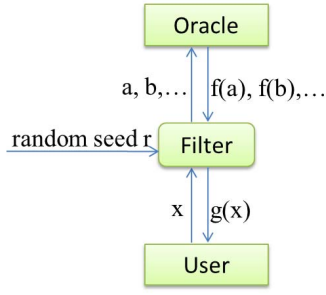 Oracle
a, b,... f(a), f(b),...
random seed r
Filter
x g(x)
User